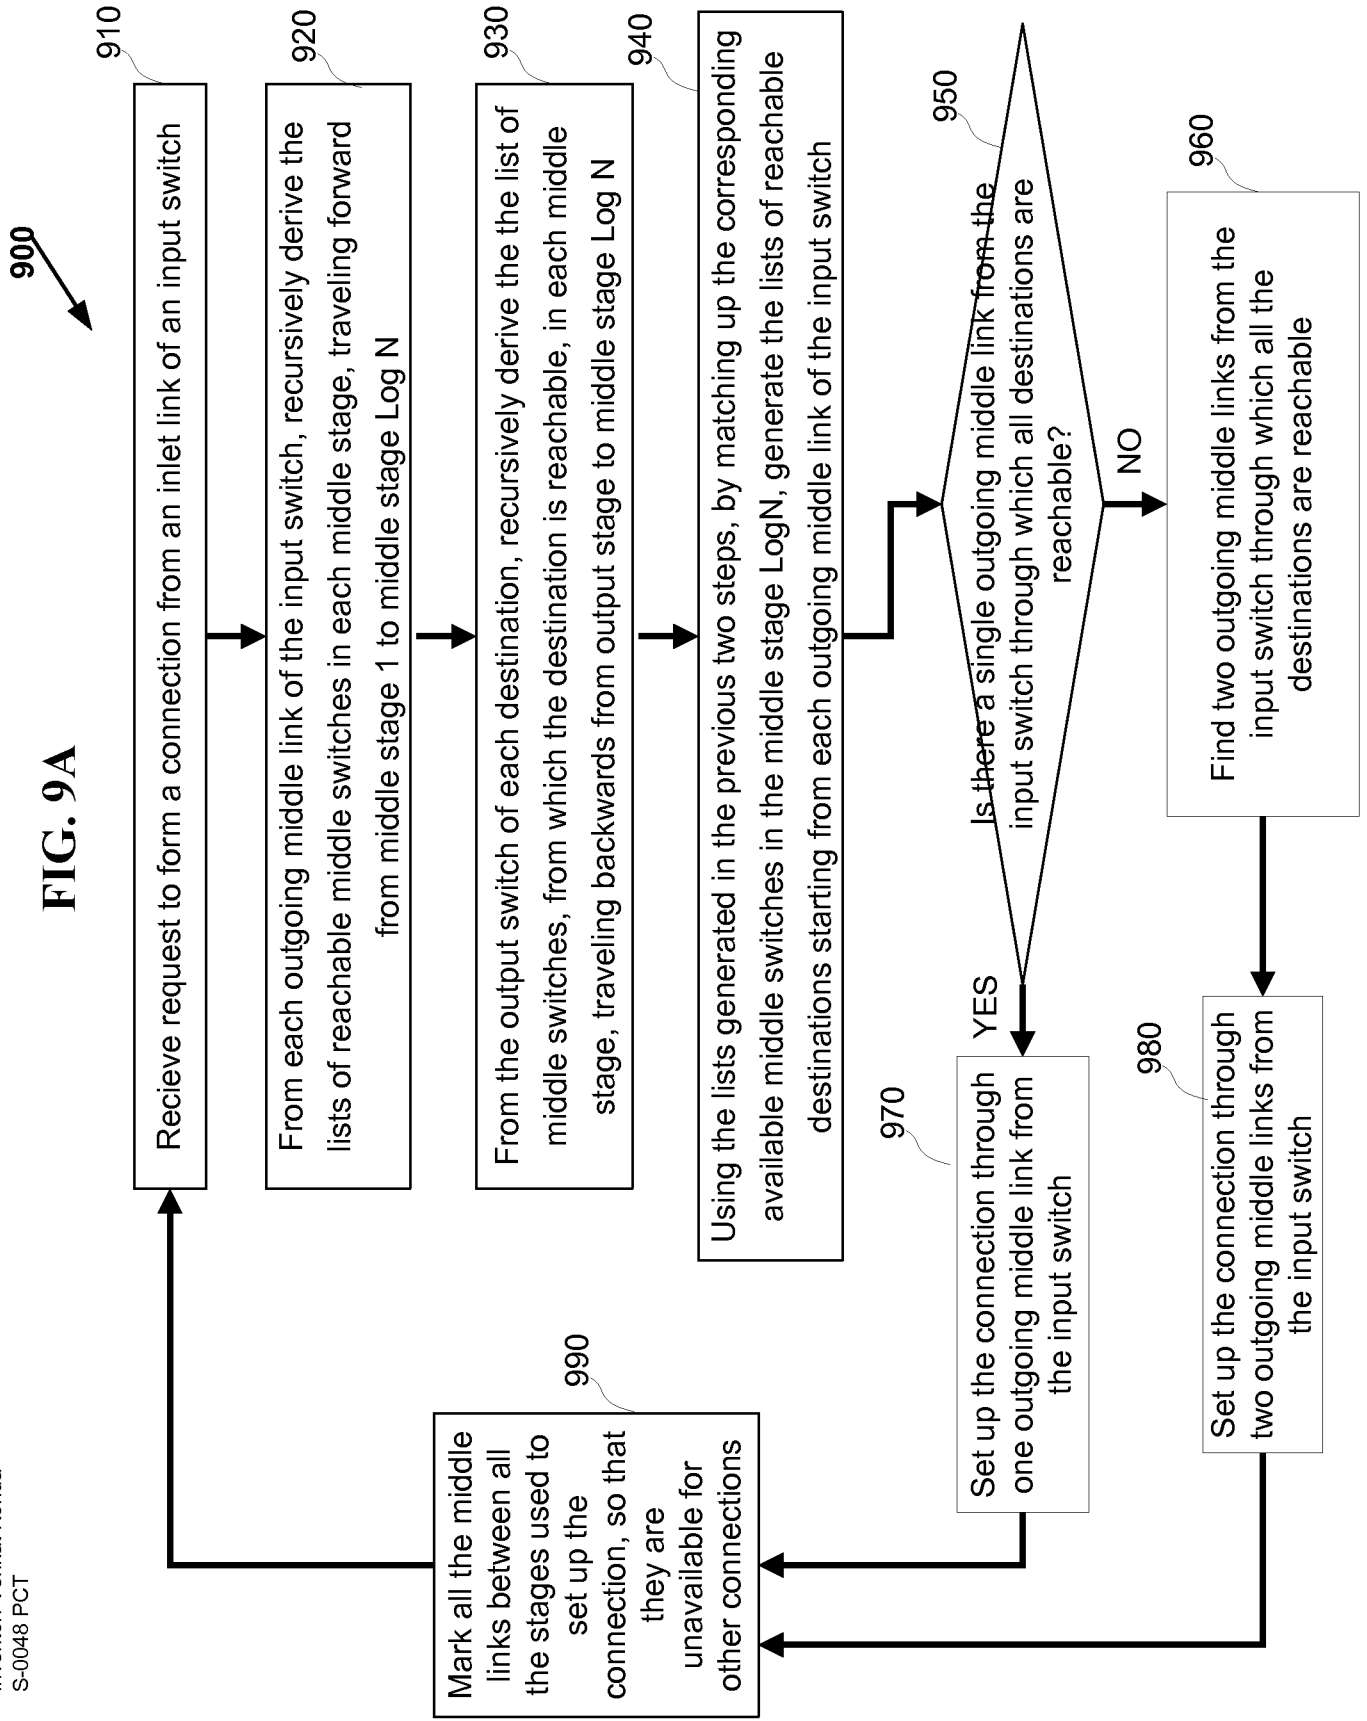 S-0048 PCT
FIG. 9A
900
910
Recieve request to form a connection from an inlet link of an input switch
920
From each outgoing middle link of the input switch, recursively derive the
lists of reachable middle switches in each middle stage, traveling forward
from middle stage 1 to middle stage Log N
930
From the output switch of each destination, recursively derive the the list of
middle switches, from which the destination is reachable, in each middle
stage, traveling backwards from output stage to middle stage Log N
940
Using the lists generated in the previous two steps, by matching up the corresponding
available middle switches in the middle stage LogN, generate the lists of reachable
destinations starting from each outgoing middle link of the input switch
950
Is there a single outgoing middle link from the
input switch through which all destinations are
reachable?
YES
NO
960
Find two outgoing middle links from the
input switch through which all the
destinations are reachable
970
Set up the connection through
one outgoing middle link from
the input switch
980
Set up the connection through
two outgoing middle links from
the input switch
990
Mark all the middle
links between all
the stages used to
set up the
connection, so that
they are
unavailable for
other connections